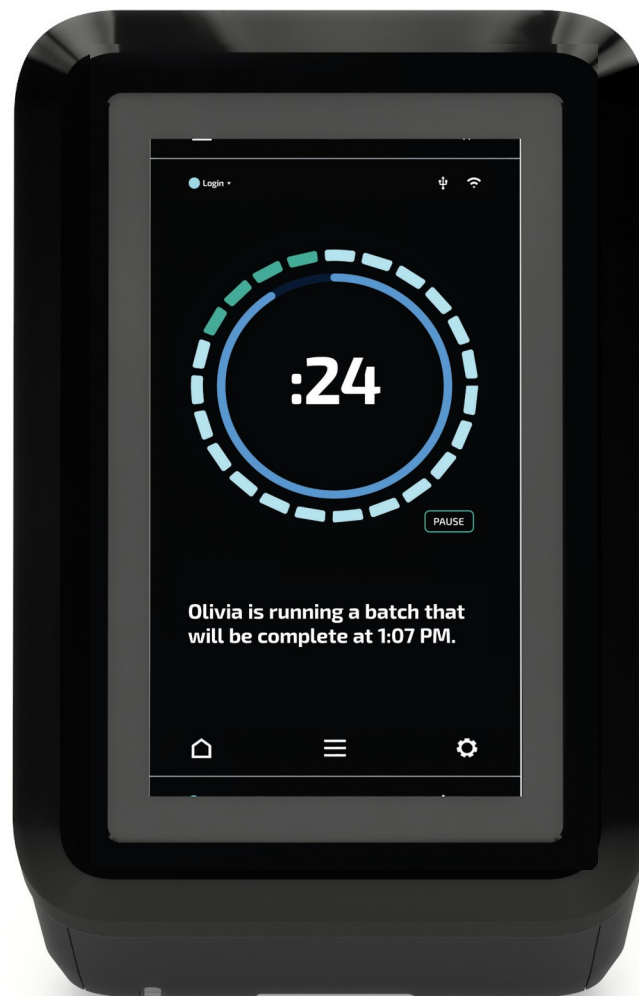 Login
:24
PAUSE
Olivia is running a batch that
will be complete at 1:07 PM.